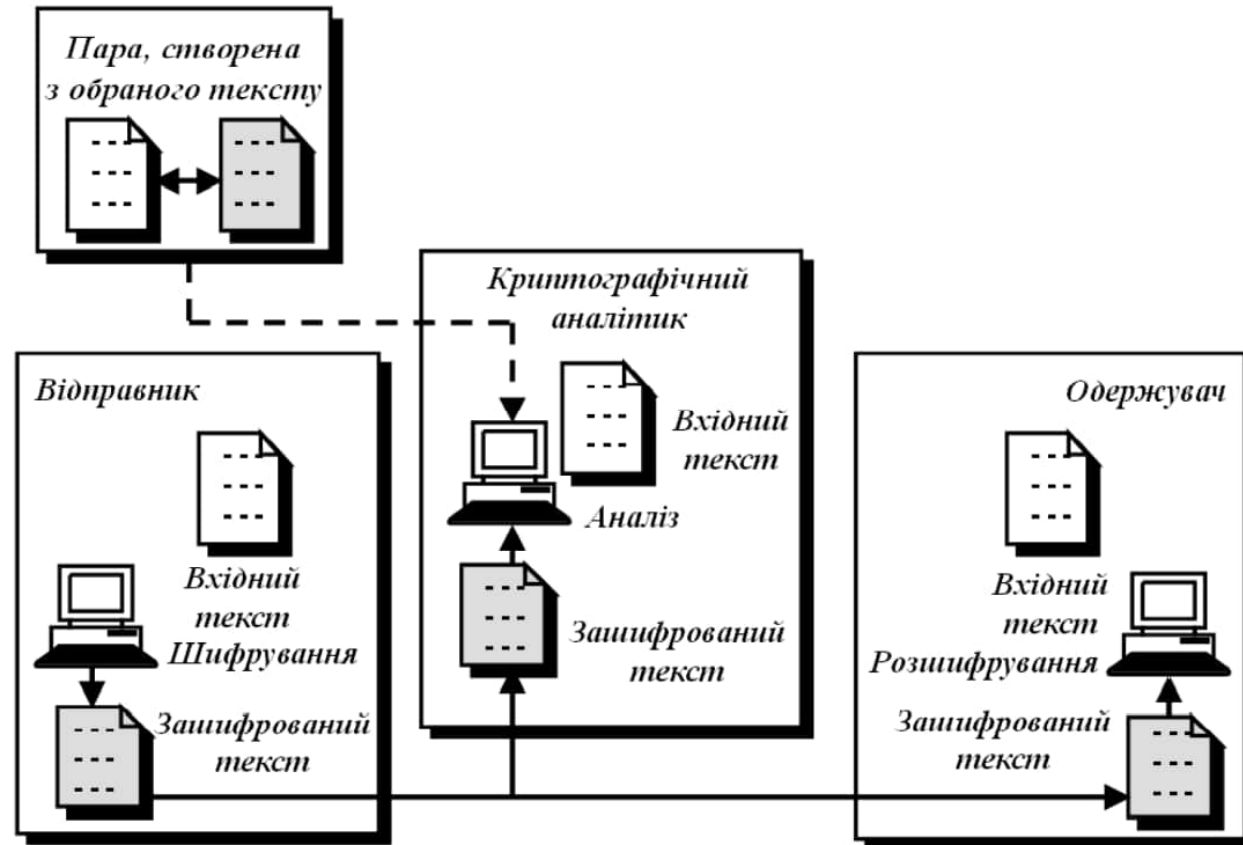 Пара, створена
з обраного тексту
Криптографічний
аналітик
Вхідний
текст
Аналіз
Зашифрований
текст
Відправник
Вхідний
текст
Шифрування
Зашифрований
текст
Одержувач
Вхідний
текст
Розшифрування
Зашифрований
текст